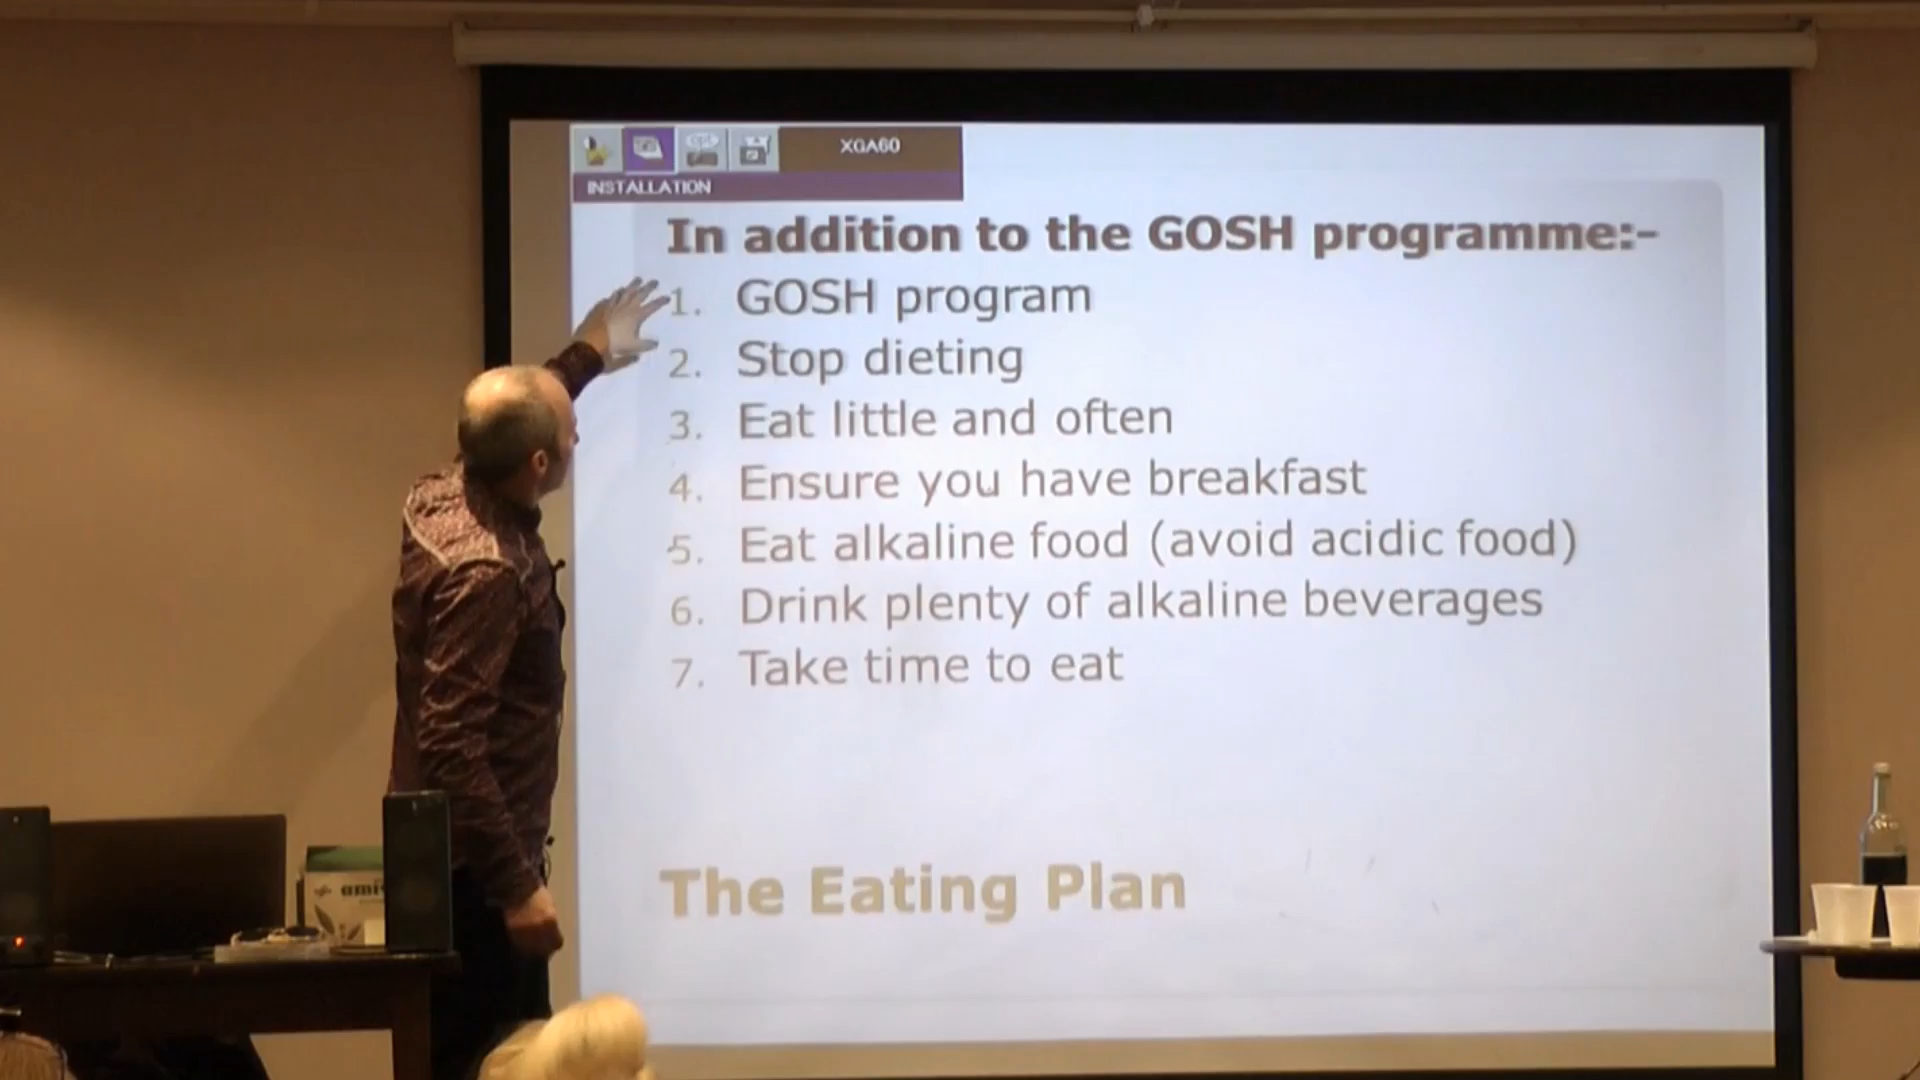 XGA60
INSTALLATION
In addition to the GOSH programme:-
1. GOSH program
2. Stop dieting
3. Eat little and often
4. Ensure you have breakfast
5. Eat alkaline food (avoid acidic food)
6. Drink plenty of alkaline beverages
7. Take time to eat
The Eating Plan